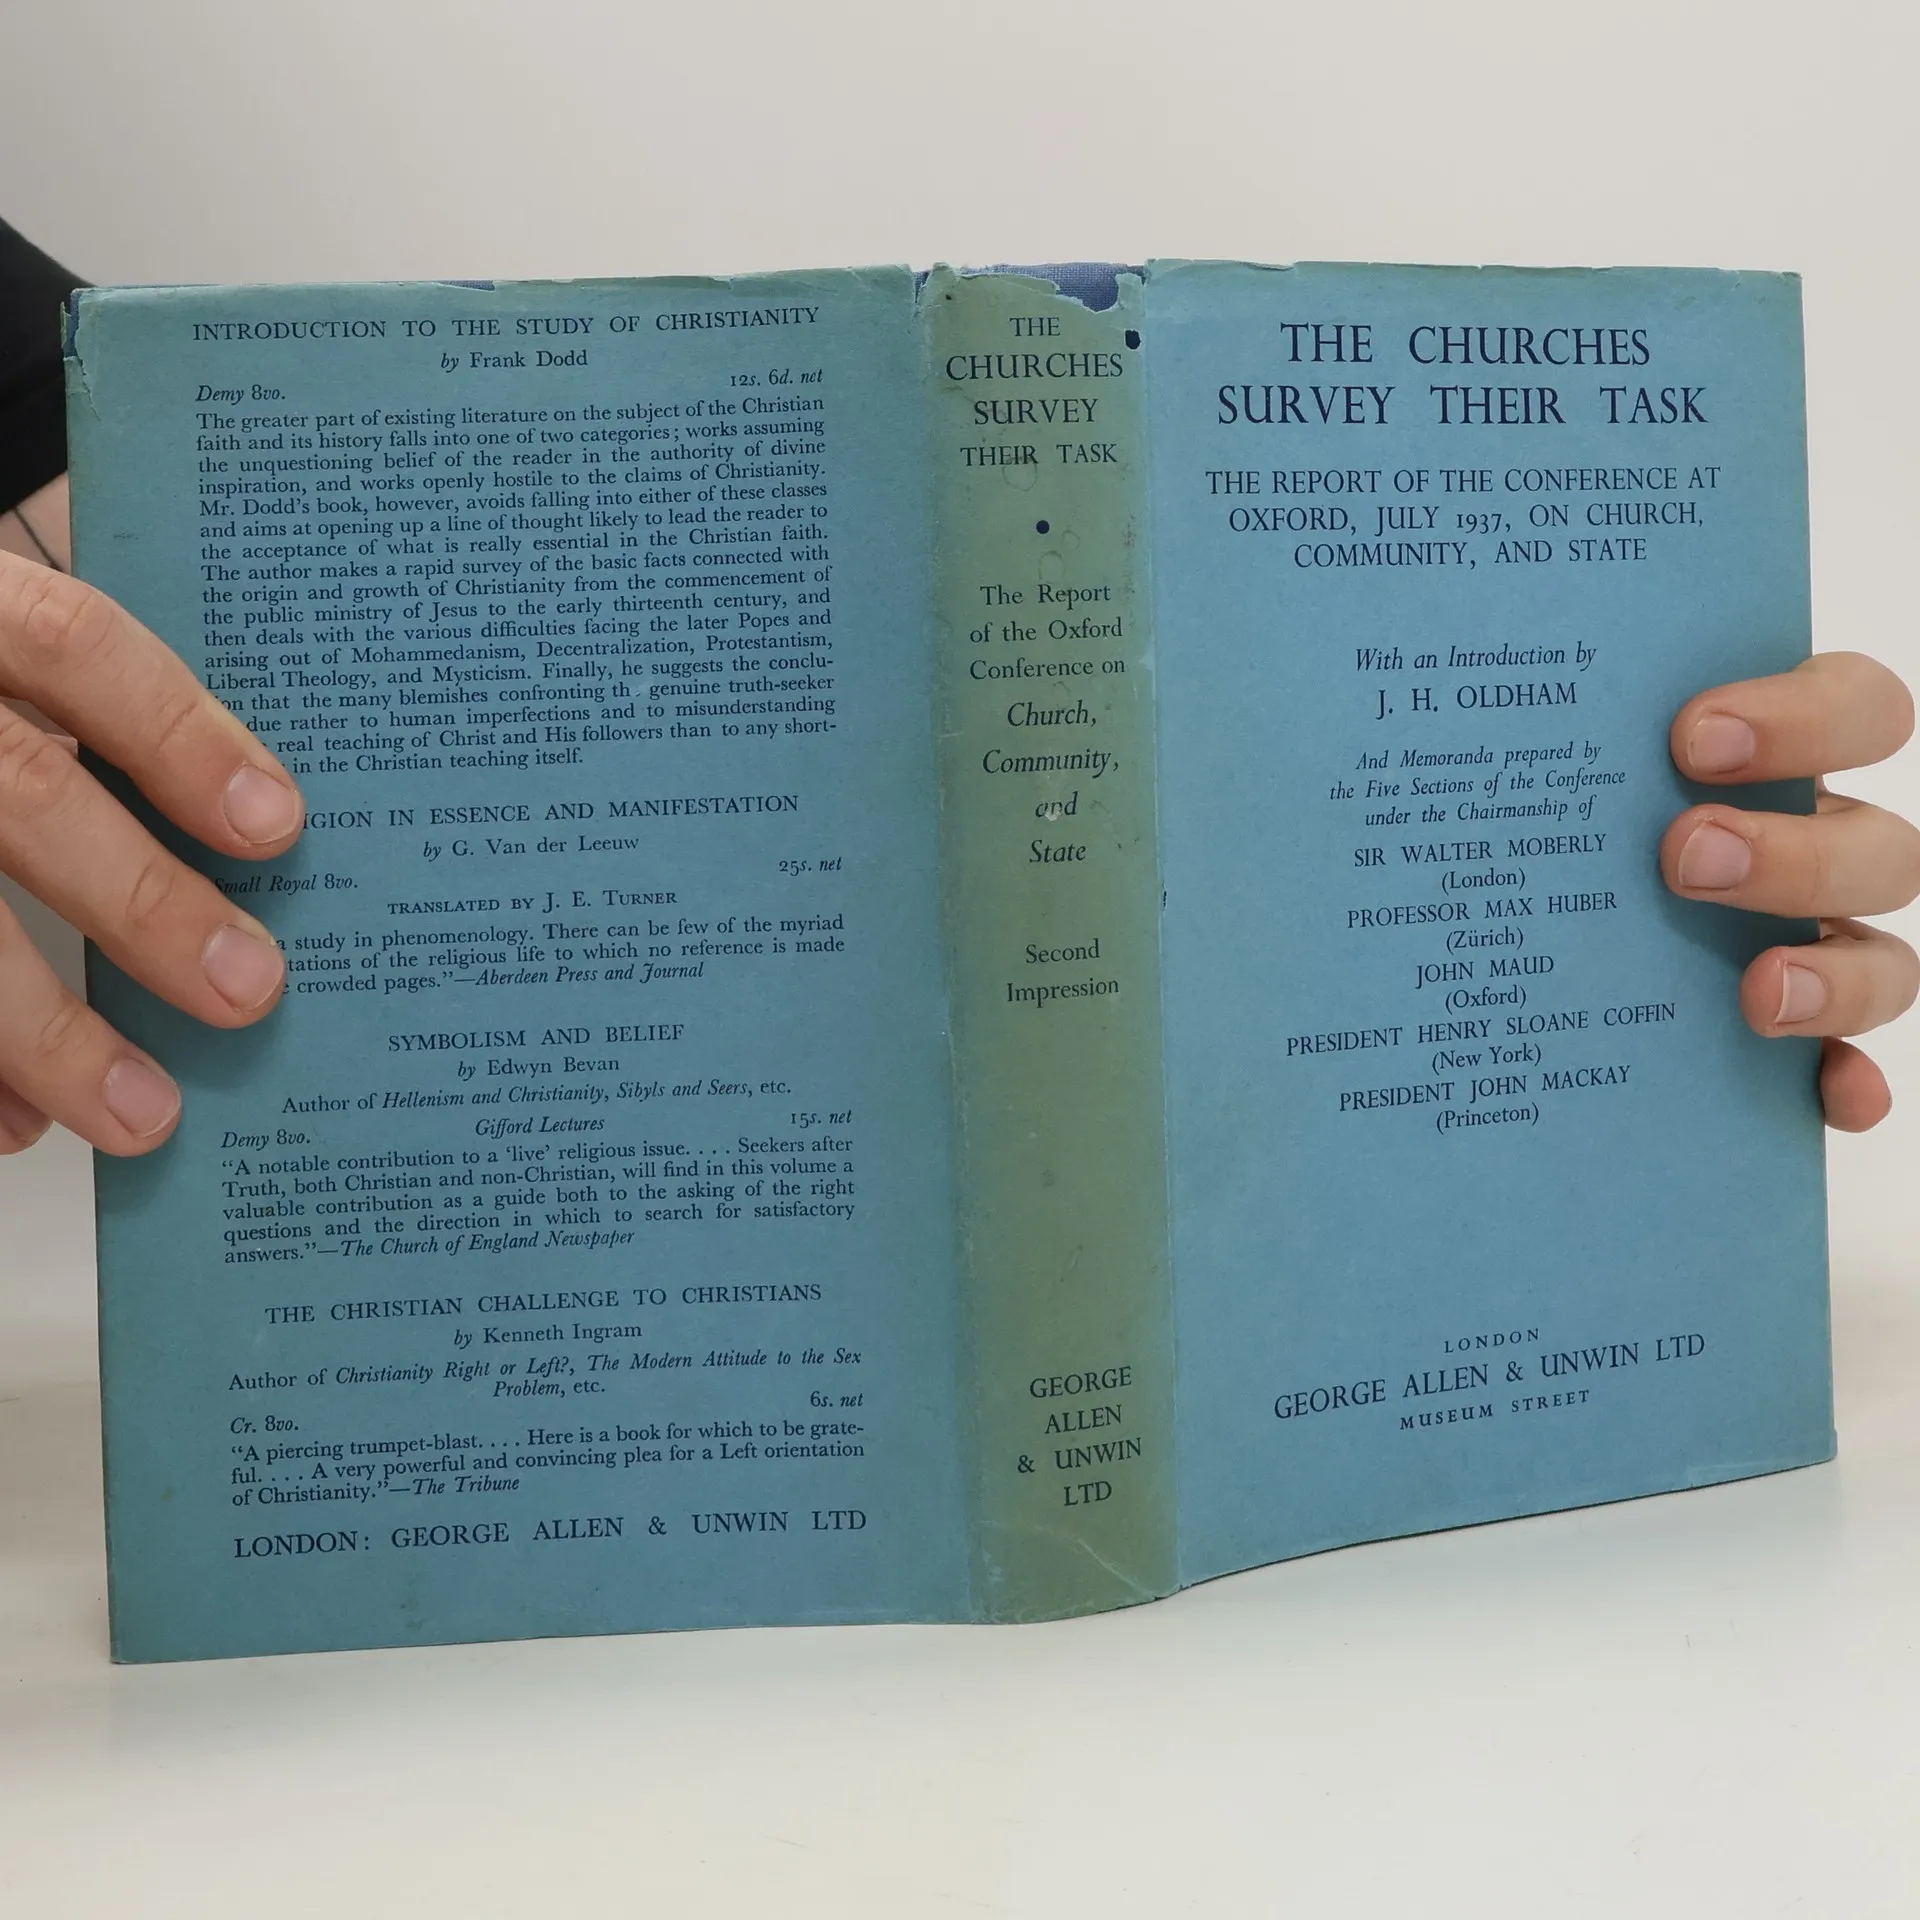 INTRODUCTION TO THE STUDY OF CHRISTIANITY
by Frank Dodd
Demy 8vo. 12s. 6d. net
The greater part of existing literature on the subject of the Christian
faith and its history falls into one of two categories; works assuming
the unquestioning belief of the reader in the authority of divine
inspiration, and works openly hostile to the claims of Christianity.
Mr. Dodd's book, however, avoids falling into either of these classes
and aims at opening up a line of thought likely to lead the reader to
the acceptance of what is really essential in the Christian faith.
The author makes a rapid survey of the basic facts connected with
the origin and growth of Christianity from the commencement of
the public ministry of Jesus to the early thirteenth century, and
then deals with the various difficulties facing the later Popes and
arising out of Mohammedanism, Decentralization, Protestantism,
Liberal Theology, and Mysticism. Finally, he suggests the conclu-
that the many blemishes confronting genuine truth-seeker
due rather to human imperfections and to misunderstanding
real teaching of Christ and His followers than to any short-
in the Christian teaching itself.
IN ESSENCE AND MANIFESTATION
by G. Van der Leeuw
Small Royal 8vo. 25s. net
TRANSLATED BY J. E. TURNER
a study in phenomenology. There can be few of the myriad
of the religious life to which no reference is made
crowded pages."—Aberdeen Press and Journal
SYMBOLISM AND BELIEF
by Edwyn Bevan
Author of Hellenism and Christianity, Sibyls and Seers, etc.
Demy 8vo. Gifford Lectures 15s. net
"A notable contribution to a 'live' religious issue. . . . Seekers after
Truth, both Christian and non-Christian, will find in this volume a
valuable contribution as a guide both to the asking of the right
questions and the direction in which to search for satisfactory
answers."—The Church of England Newspaper
THE CHRISTIAN CHALLENGE TO CHRISTIANS
by Kenneth Ingram
Author of Christianity Right or Left?, The Modern Attitude to the Sex
Problem, etc.
Cr. 8vo. 6s. net
"A piercing trumpet-blast. . . . Here is a book for which to be grate-
ful. . . . A very powerful and convincing plea for a Left orientation
of Christianity."—The Tribune
LONDON: GEORGE ALLEN & UNWIN LTD
THE
CHURCHES
SURVEY
THEIR TASK
The Report
of the Oxford
Conference on
Church,
Community,
and
State
Second
Impression
GEORGE
ALLEN
& UNWIN
LTD
THE CHURCHES
SURVEY THEIR TASK
THE REPORT OF THE CONFERENCE AT
OXFORD, JULY 1937, ON CHURCH,
COMMUNITY, AND STATE
With an Introduction by
J. H. OLDHAM
And Memoranda prepared by
the Five Sections of the Conference
under the Chairmanship of
SIR WALTER MOBERLY
(London)
PROFESSOR MAX HUBER
(Zürich)
JOHN MAUD
(Oxford)
PRESIDENT HENRY SLOANE COFFIN
(New York)
PRESIDENT JOHN MACKAY
(Princeton)
LONDON
GEORGE ALLEN & UNWIN LTD
MUSEUM STREET